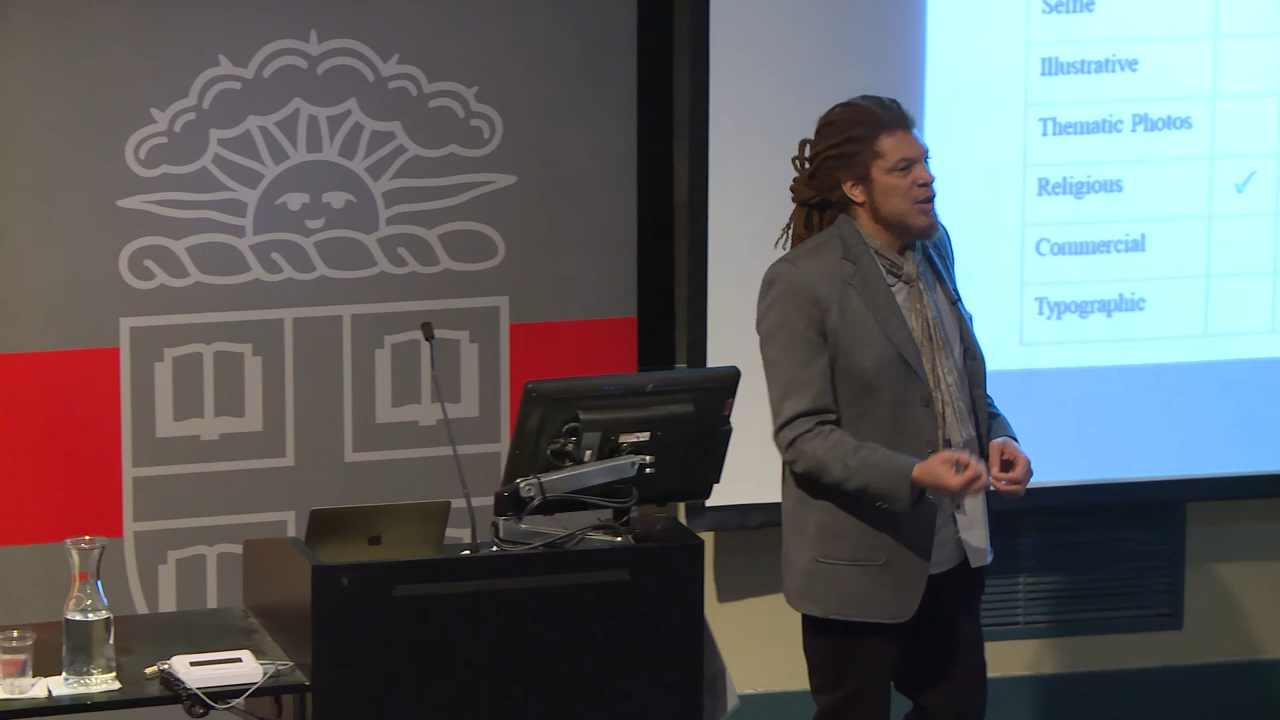 Selfie
Illustrative
Thematic Photos
Religious ✓
Commercial
Typographic